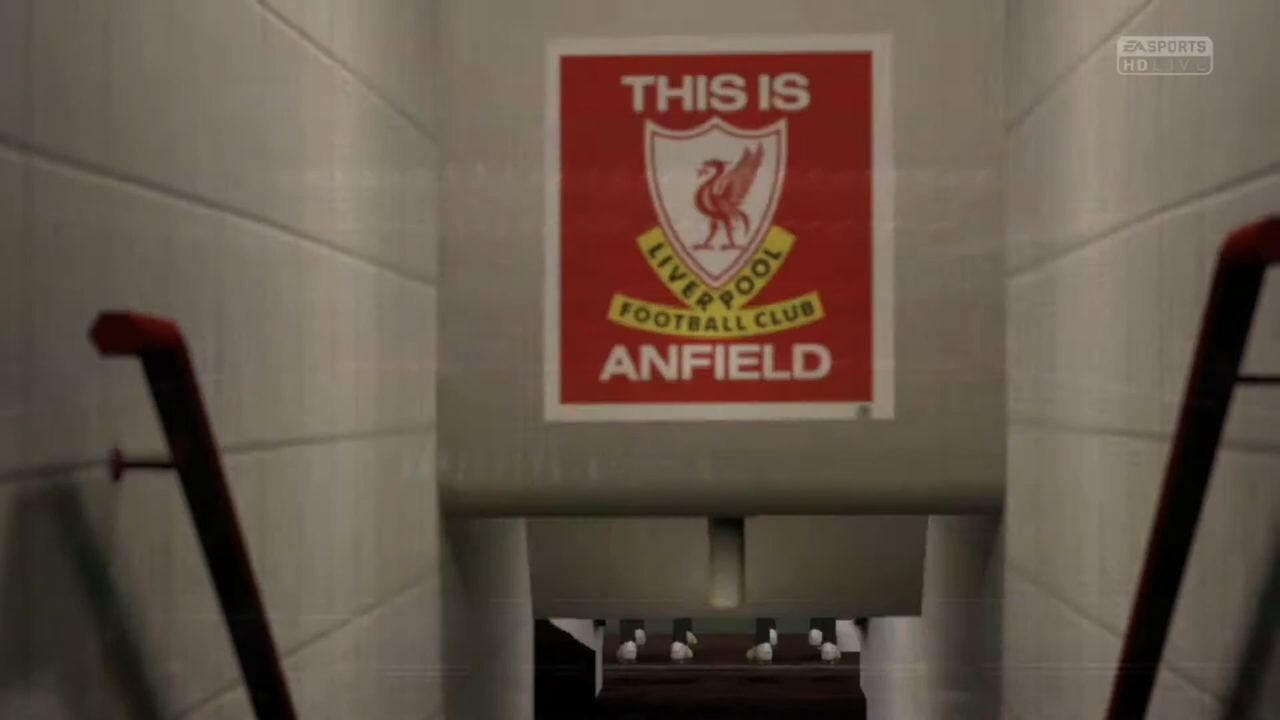 EA SPORTS
HD LIVE
THIS IS
LIVERPOOL
FOOTBALL CLUB
ANFIELD